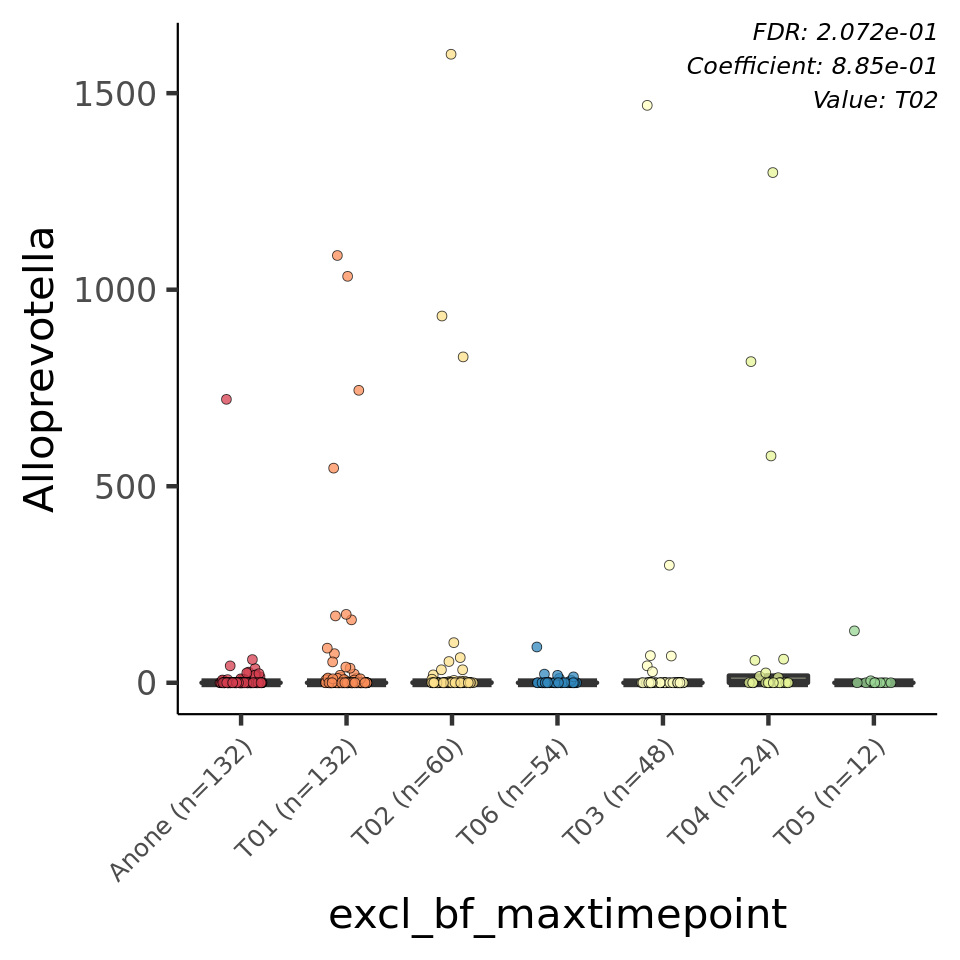 FDR: 2.072e-01
Coefficient: 8.85e-01
Value: T02
Alloprevotella
1500
1000
500
0
Anone (n=132)
T01 (n=132)
T02 (n=60)
T06 (n=54)
T03 (n=48)
T04 (n=24)
T05 (n=12)
excl_bf_maxtimepoint